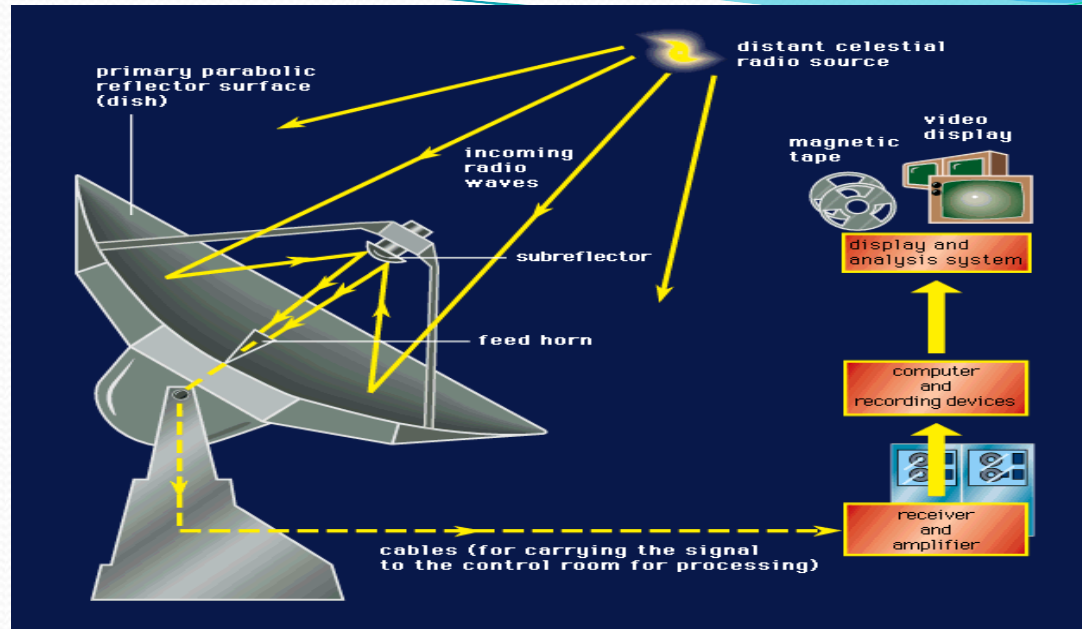 distant celestial
radio source
primary parabolic
reflector surface
(dish)
incoming
radio
waves
magnetic
tape
video
display
subreflector
display and
analysis system
feed horn
computer
and
recording devices
receiver
and
amplifier
cables (for carrying the signal
to the control room for processing)